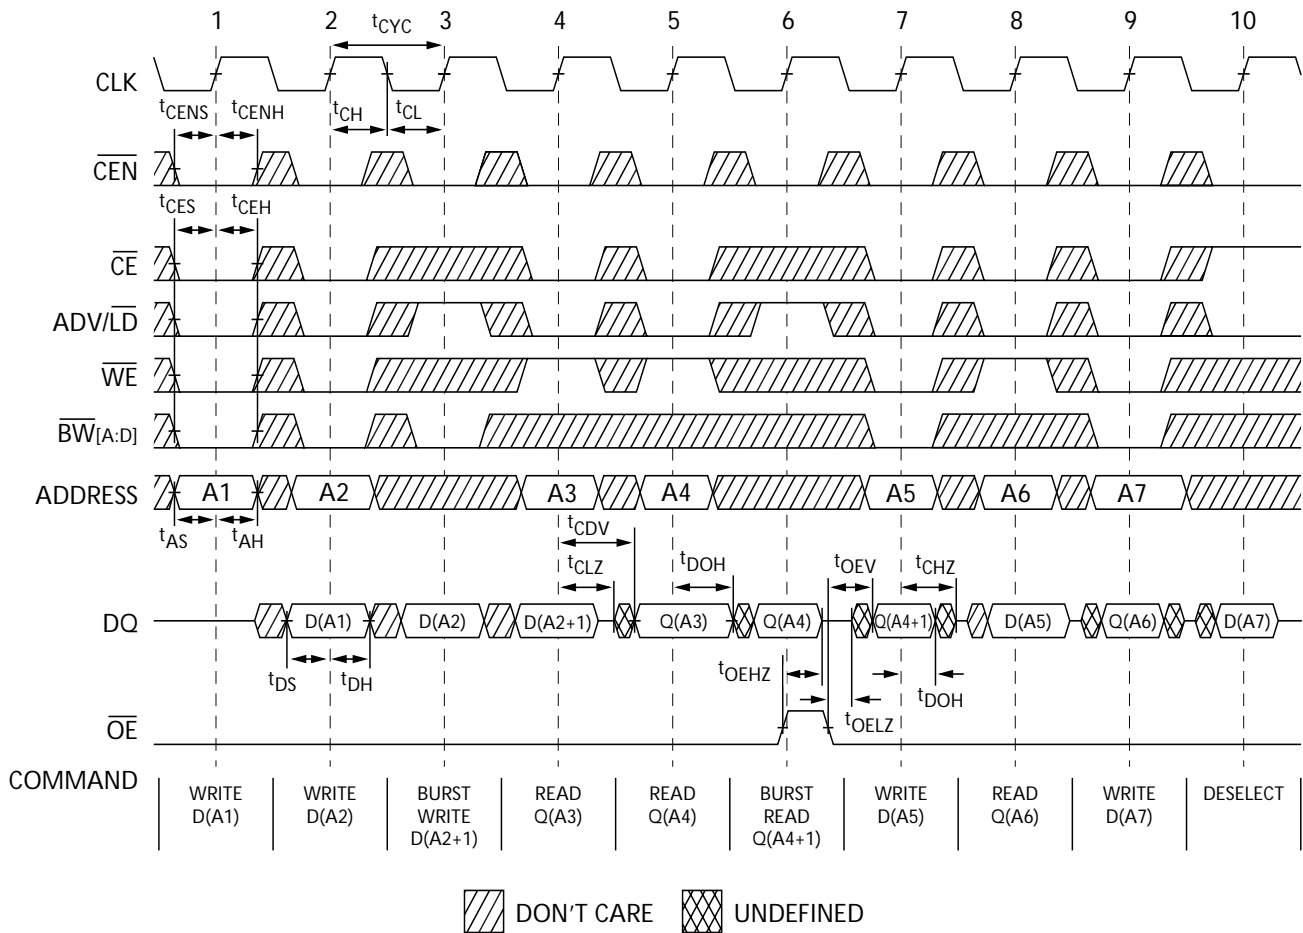 1 2 3 4 5 6 7 8 9 10
tCYC
CLK
tCENS tCENH tCH tCL
CEN
tCES tCEH
CE
ADV/LD
WE
BW[A:D]
ADDRESS A1 A2 A3 A4 A5 A6 A7
tAS tAH tCDV
tCLZ tDOH tOEV tCHZ
DQ D(A1) D(A2) D(A2+1) Q(A3) Q(A4) Q(A4+1) D(A5) Q(A6) D(A7)
tDS tDH tOEHZ tDOH
tOELZ
OE
COMMAND
WRITE WRITE BURST READ READ BURST WRITE READ WRITE DESELECT
D(A1) D(A2) WRITE Q(A3) Q(A4) READ D(A5) Q(A6) D(A7)
D(A2+1) Q(A4+1)
DON'T CARE UNDEFINED